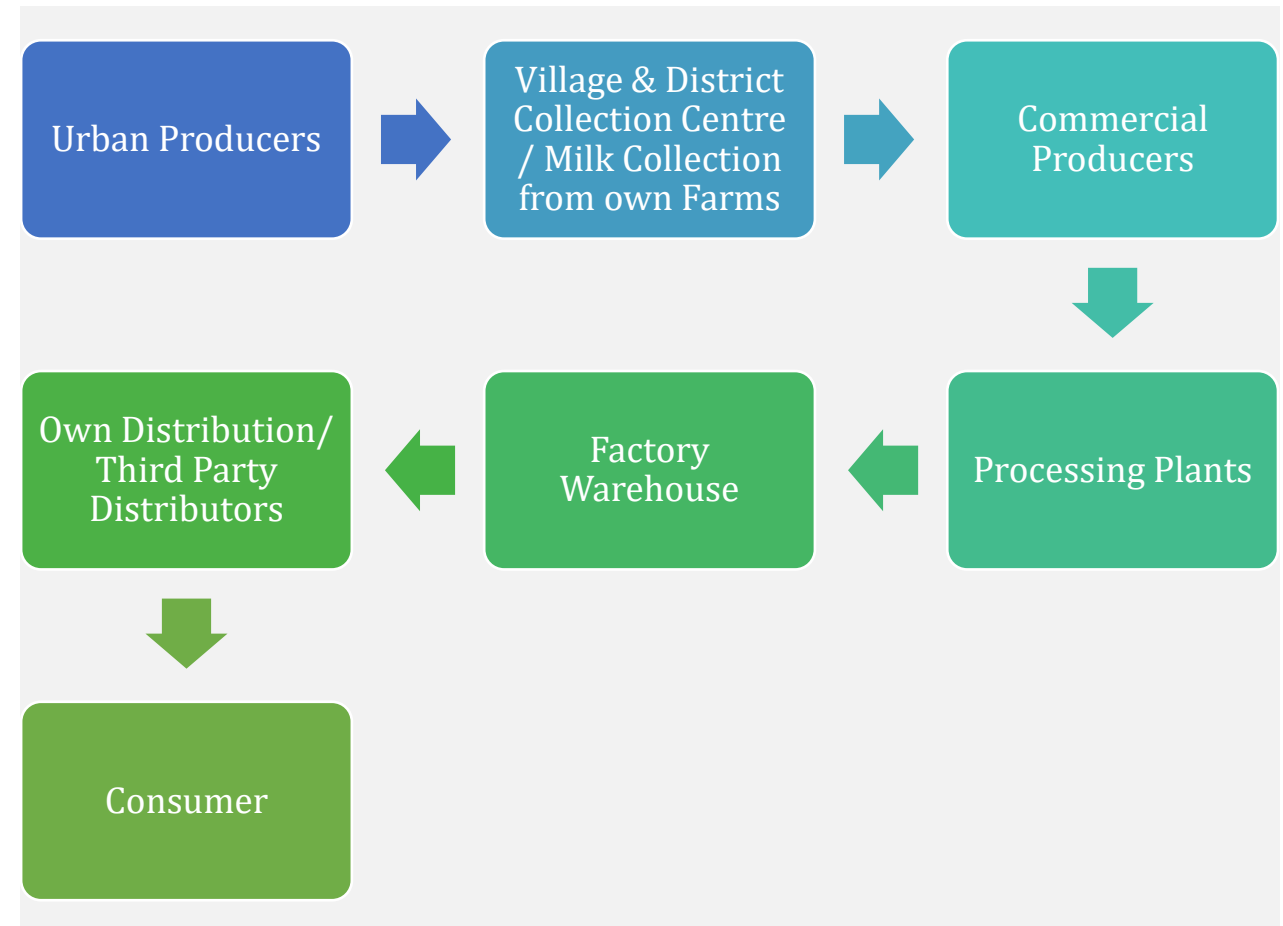 Urban Producers
Village & District
Collection Centre
/ Milk Collection
from own Farms
Commercial
Producers
Processing Plants
Factory
Warehouse
Own Distribution/
Third Party
Distributors
Consumer